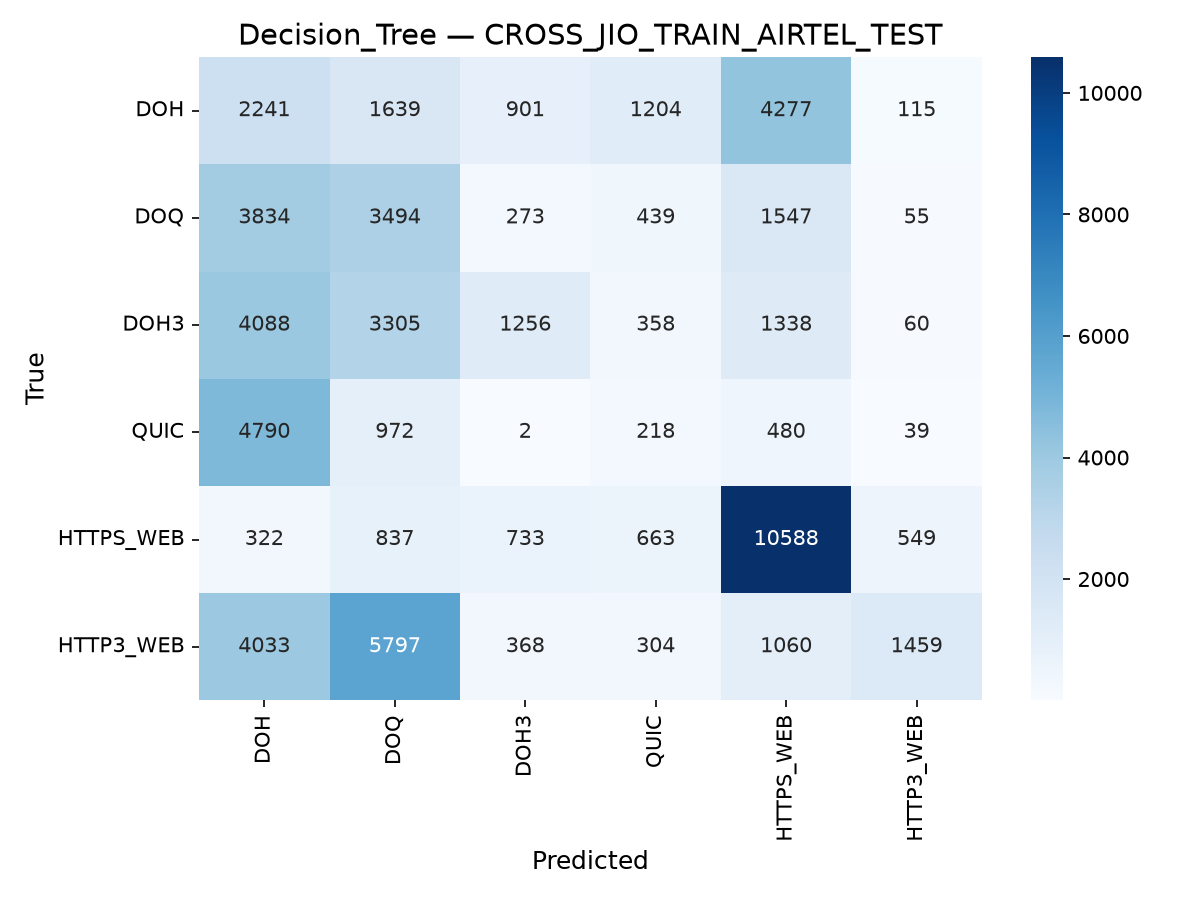 Decision_Tree — CROSS_JIO_TRAIN_AIRTEL_TEST
DOH 2241 1639 901 1204 4277 115
DOQ 3834 3494 273 439 1547 55
DOH3 4088 3305 1256 358 1338 60
QUIC 4790 972 2 218 480 39
HTTPS_WEB 322 837 733 663 10588 549
HTTP3_WEB 4033 5797 368 304 1060 1459
True
DOH DOQ DOH3 QUIC HTTPS_WEB HTTP3_WEB
Predicted
10000
8000
6000
4000
2000